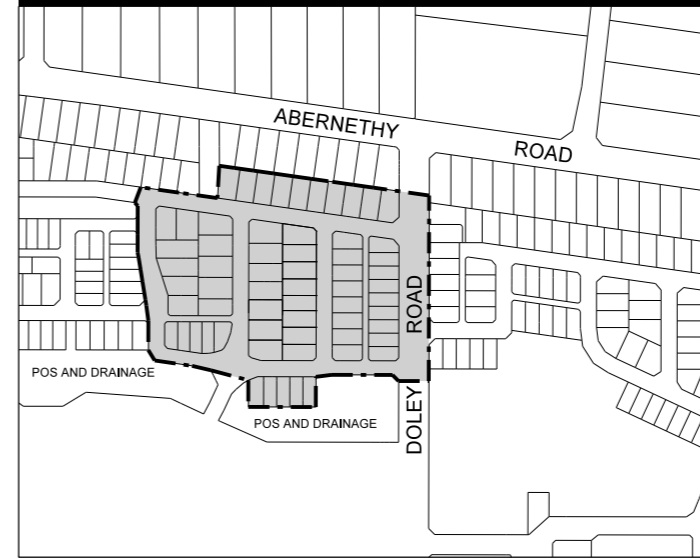 ABERNETHY
ROAD
DOLEY ROAD
POS AND DRAINAGE
POS AND DRAINAGE